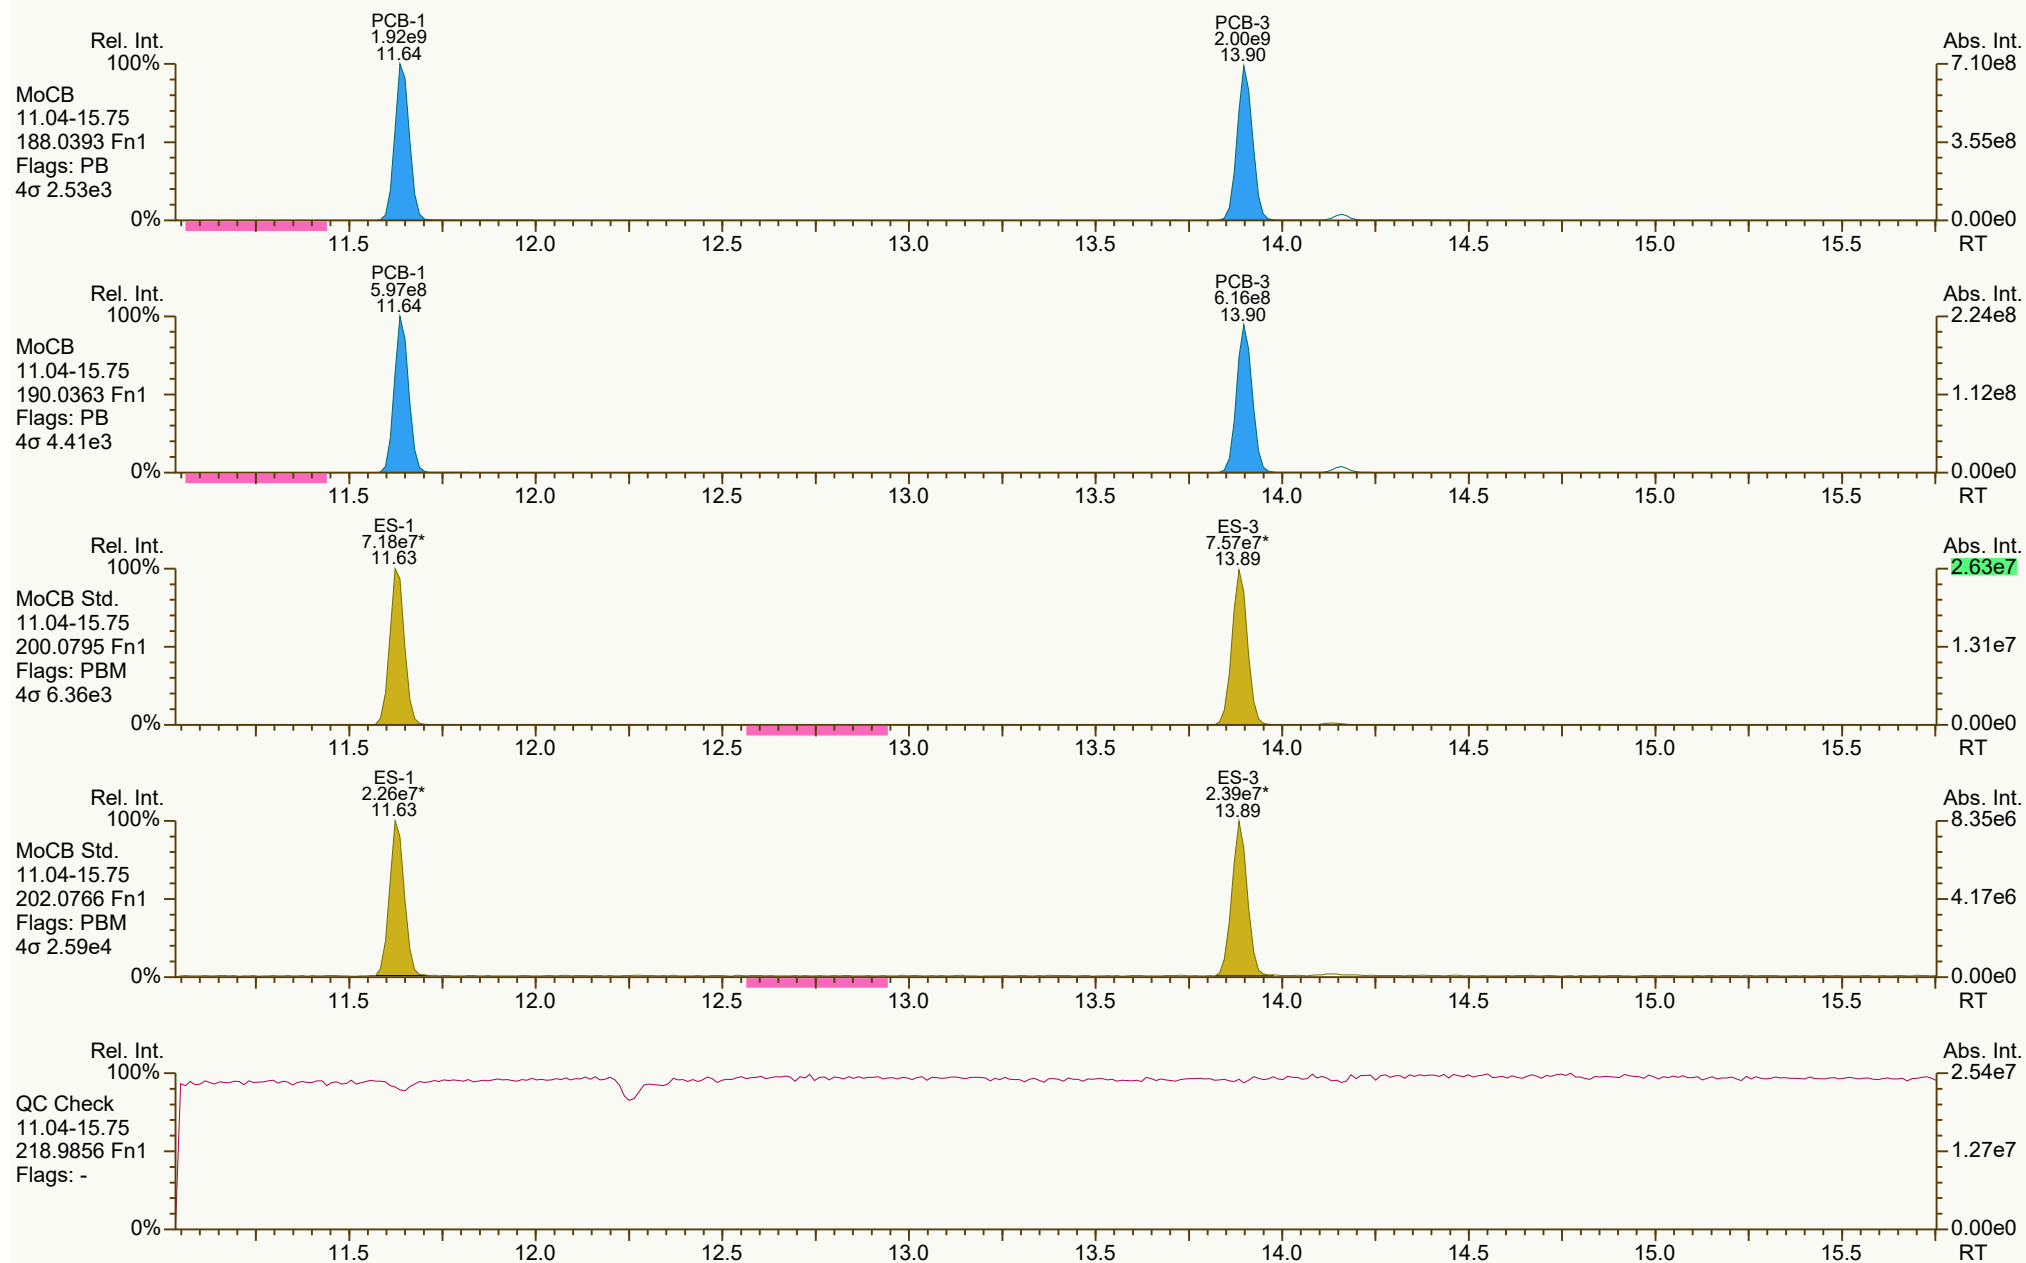 PCB-1
1.92e9
11.64
PCB-3
2.00e9
13.90
Rel. Int.
Abs. Int.
100%
7.10e8
MoCB
11.04-15.75
188.0393 Fn1
Flags: PB
4σ 2.53e3
3.55e8
0%
0.00e0
11.5 12.0 12.5 13.0 13.5 14.0 14.5 15.0 15.5 RT
PCB-1
5.97e8
11.64
PCB-3
6.16e8
13.90
Rel. Int.
Abs. Int.
100%
2.24e8
MoCB
11.04-15.75
190.0363 Fn1
Flags: PB
4σ 4.41e3
1.12e8
0%
0.00e0
11.5 12.0 12.5 13.0 13.5 14.0 14.5 15.0 15.5 RT
ES-1
7.18e7*
11.63
ES-3
7.57e7*
13.89
Rel. Int.
Abs. Int.
100%
2.63e7
MoCB Std.
11.04-15.75
200.0795 Fn1
Flags: PBM
4σ 6.36e3
1.31e7
0%
0.00e0
11.5 12.0 12.5 13.0 13.5 14.0 14.5 15.0 15.5 RT
ES-1
2.26e7*
11.63
ES-3
2.39e7*
13.89
Rel. Int.
Abs. Int.
100%
8.35e6
MoCB Std.
11.04-15.75
202.0766 Fn1
Flags: PBM
4σ 2.59e4
4.17e6
0%
0.00e0
11.5 12.0 12.5 13.0 13.5 14.0 14.5 15.0 15.5 RT
Rel. Int.
Abs. Int.
100%
2.54e7
QC Check
11.04-15.75
218.9856 Fn1
Flags: -
1.27e7
0%
0.00e0
11.5 12.0 12.5 13.0 13.5 14.0 14.5 15.0 15.5 RT